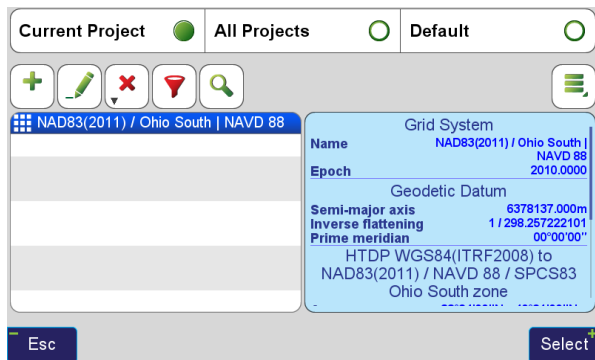 Current Project
All Projects
Default
NAD83(2011) / Ohio South | NAVD 88
Grid System
Name NAD83(2011) / Ohio South |
NAVD 88
Epoch 2010.0000
Geodetic Datum
Semi-major axis 6378137.000m
Inverse flattening 1 / 298.257222101
Prime meridian 00°00'00"
HTDP WGS84(ITRF2008) to
NAD83(2011) / NAVD 88 / SPCS83
Ohio South zone
Esc
Select